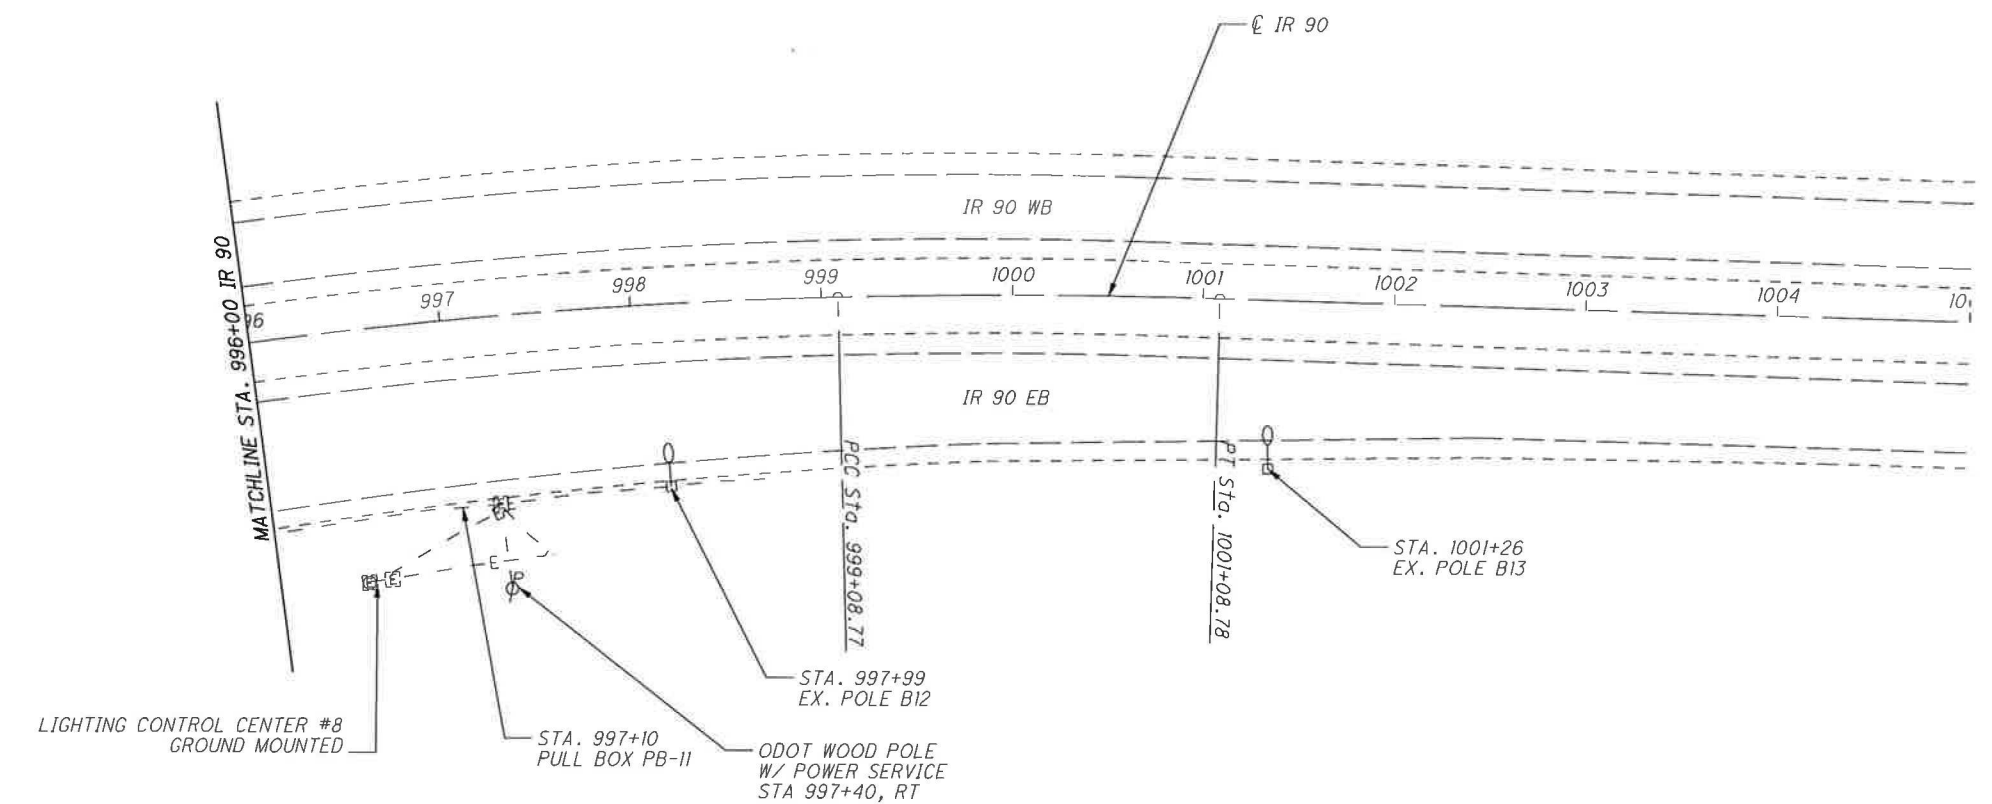 ℄ IR 90
IR 90 WB
MATCHLINE STA. 996+00 IR 90
96
997
998
999
1000
1001
1002
1003
1004
10
IR 90 EB
PCC Sta. 999+08.77
PT Sta. 1001+08.78
E
E
E
P
STA. 1001+26
EX. POLE B13
STA. 997+99
EX. POLE B12
LIGHTING CONTROL CENTER #8
GROUND MOUNTED
STA. 997+10
PULL BOX PB-11
ODOT WOOD POLE
W/ POWER SERVICE
STA 997+40, RT